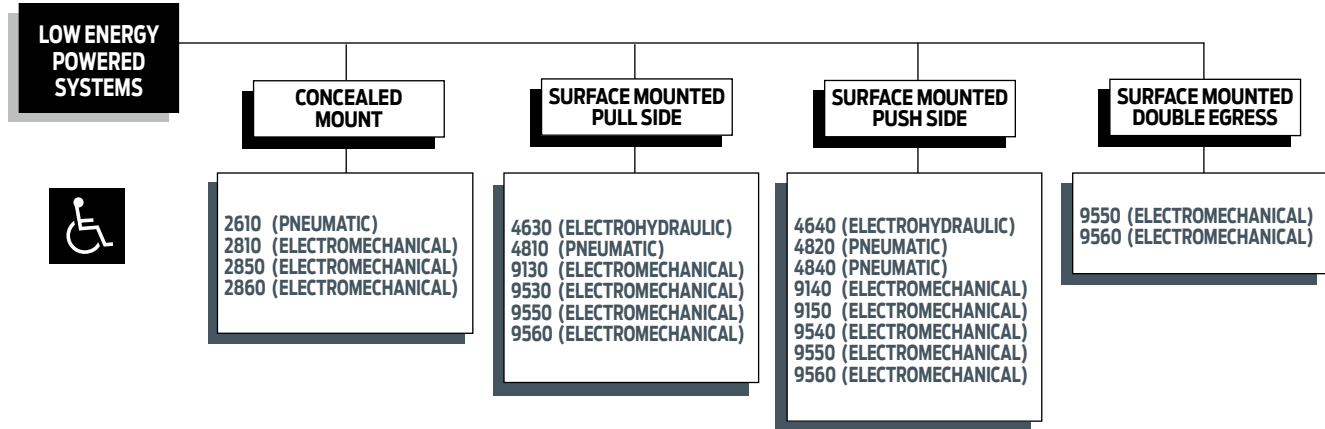 LOW ENERGY
POWERED
SYSTEMS
CONCEALED
MOUNT
2610 (PNEUMATIC)
2810 (ELECTROMECHANICAL)
2850 (ELECTROMECHANICAL)
2860 (ELECTROMECHANICAL)
SURFACE MOUNTED
PULL SIDE
4630 (ELECTROHYDRAULIC)
4810 (PNEUMATIC)
9130 (ELECTROMECHANICAL)
9530 (ELECTROMECHANICAL)
9550 (ELECTROMECHANICAL)
9560 (ELECTROMECHANICAL)
SURFACE MOUNTED
PUSH SIDE
4640 (ELECTROHYDRAULIC)
4820 (PNEUMATIC)
4840 (PNEUMATIC)
9140 (ELECTROMECHANICAL)
9150 (ELECTROMECHANICAL)
9540 (ELECTROMECHANICAL)
9550 (ELECTROMECHANICAL)
9560 (ELECTROMECHANICAL)
SURFACE MOUNTED
DOUBLE EGRESS
9550 (ELECTROMECHANICAL)
9560 (ELECTROMECHANICAL)